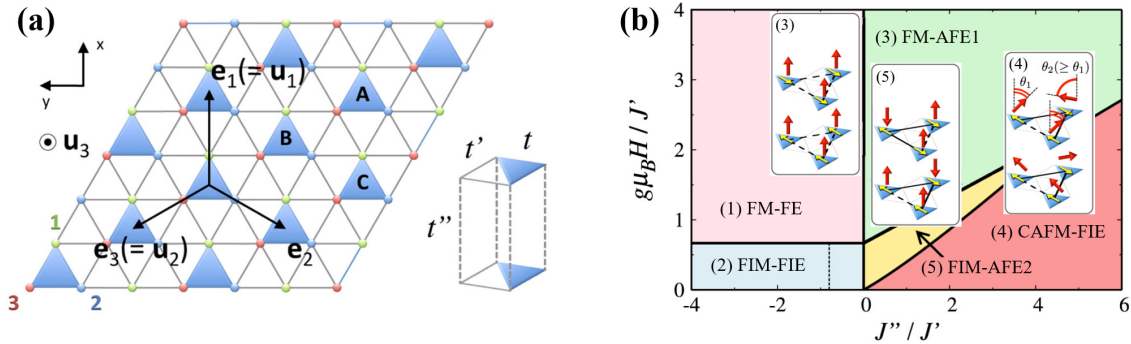 (a)
x
y
u₃
e₁(= u₁)
A
B
C
t' t
t''
1
e₃(= u₂)
e₂
3
2
(b)
gμ_BH / J'
4
3
2
1
0
(3)
(3) FM-AFE1
(4) θ₁ θ₂(≥ θ₁)
(5)
(1) FM-FE
(4) CAFM-FIE
(2) FIM-FIE
(5) FIM-AFE2
-4 -2 0 2 4 6
J'' / J'